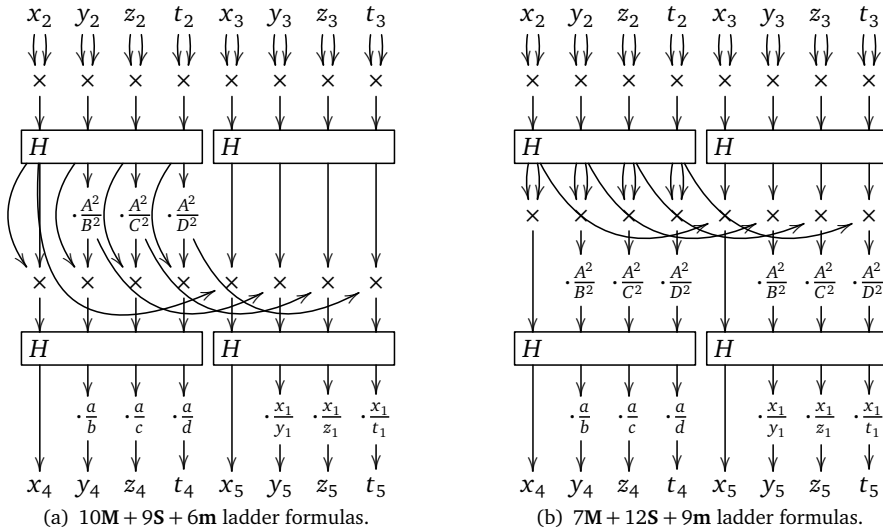 x₂ y₂ z₂ t₂ x₃ y₃ z₃ t₃ x₂ y₂ z₂ t₂ x₃ y₃ z₃ t₃
× × × × × × × × × × × × × × × ×
H H H H
·A²/B² ·A²/C² ·A²/D² × × × × × × × ×
× × × × × × × × ·A²/B² ·A²/C² ·A²/D² ·A²/B² ·A²/C² ·A²/D²
H H H H
·a/b ·a/c ·a/d ·x₁/y₁ ·x₁/z₁ ·x₁/t₁ ·a/b ·a/c ·a/d ·x₁/y₁ ·x₁/z₁ ·x₁/t₁
x₄ y₄ z₄ t₄ x₅ y₅ z₅ t₅ x₄ y₄ z₄ t₄ x₅ y₅ z₅ t₅
(a) 10M + 9S + 6m ladder formulas. (b) 7M + 12S + 9m ladder formulas.